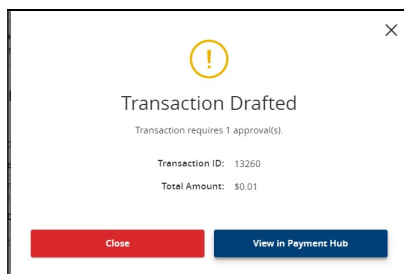 Transaction Drafted
Transaction requires 1 approval(s).
Transaction ID: 13260
Total Amount: $0.01
Close View in Payment Hub